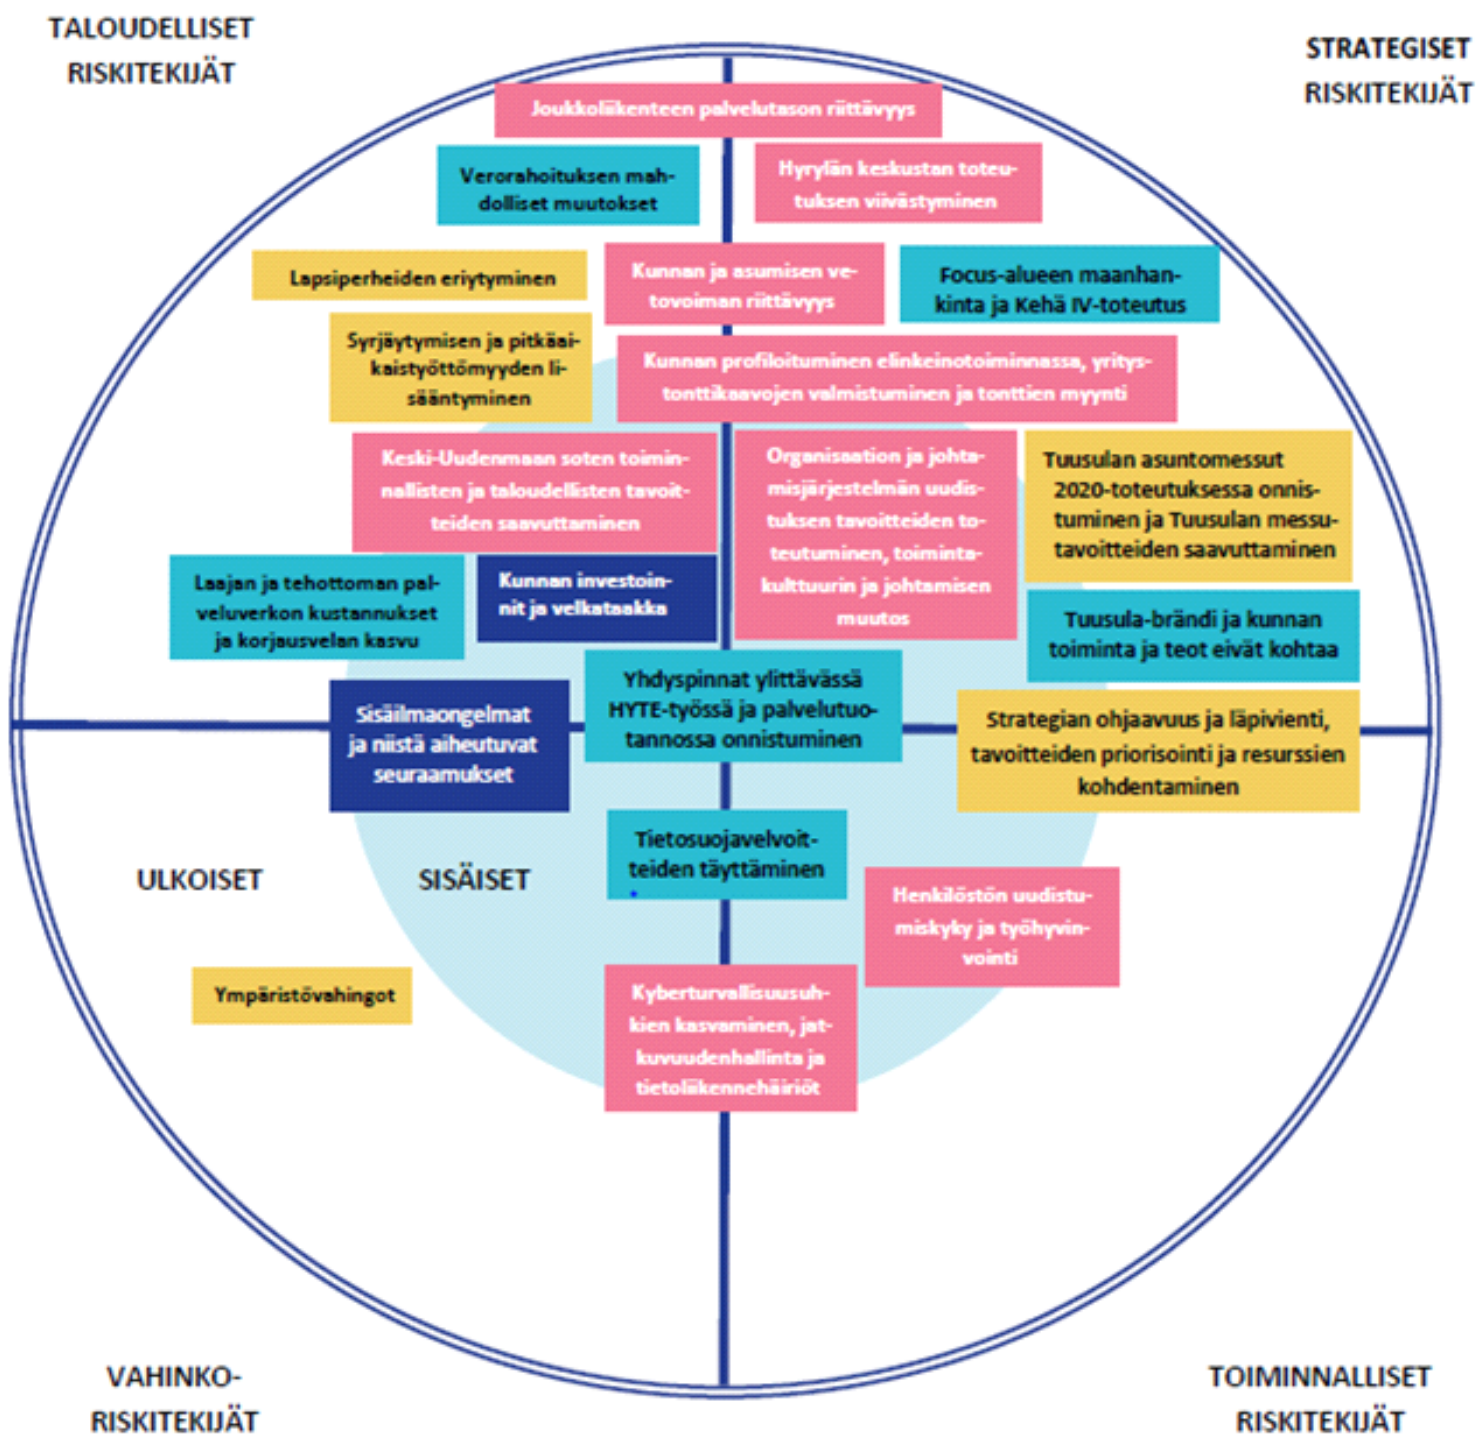 TALOUDELLISET
RISKITEKIJÄT
STRATEGISET
RISKITEKIJÄT
Joukkoliikenteen palvelutason riittävyys
Verorahoituksen mah-
dolliset muutokset
Hyrylän keskustan toteu-
tuksen viivästyminen
Lapsiperheiden eriytyminen
Kunnan ja asumisen ve-
tovoiman riittävyys
Focus-alueen maanhan-
kinta ja Kehä IV-toteutus
Syrjäytymisen ja pitkäai-
kaistyöttömyyden li-
sääntyminen
Kunnan profiloituminen elinkeinotoiminnassa, yritys-
tonttikaavojen valmistuminen ja tonttien myynti
Keski-Uudenmaan soten toimin-
nallisten ja taloudellisten tavoit-
teiden saavuttaminen
Organisaation ja johta-
misjärjestelmän uudis-
tuksen tavoitteiden to-
teutuminen, toiminta-
kulttuurin ja johtamisen
muutos
Tuusulan asuntomessut
2020-toteutuksessa onnis-
tuminen ja Tuusulan messu-
tavoitteiden saavuttaminen
Laajan ja tehottoman pal-
veluverkon kustannukset
ja korjausvelan kasvu
Kunnan investoin-
nit ja velkataakka
Tuusula-brändi ja kunnan
toiminta ja teot eivät kohtaa
Sisäilmaongelmat
ja niistä aiheutuvat
seuraamukset
Yhdyspinnat ylittävässä
HYTE-työssä ja palvelutuo-
tannossa onnistuminen
Strategian ohjaavuus ja läpivienti,
tavoitteiden priorisointi ja resurssien
kohdentaminen
Tietosuojavelvoit-
teiden täyttäminen
ULKOISET
SISÄISET
Henkilöstön uudistu-
miskyky ja työhyvin-
vointi
Ympäristövahingot
Kyberturvallisuusuh-
kien kasvaminen, jat-
kuvuudenhallinta ja
tietoliikennehäiriöt
VAHINKO-
RISKITEKIJÄT
TOIMINNALLISET
RISKITEKIJÄT